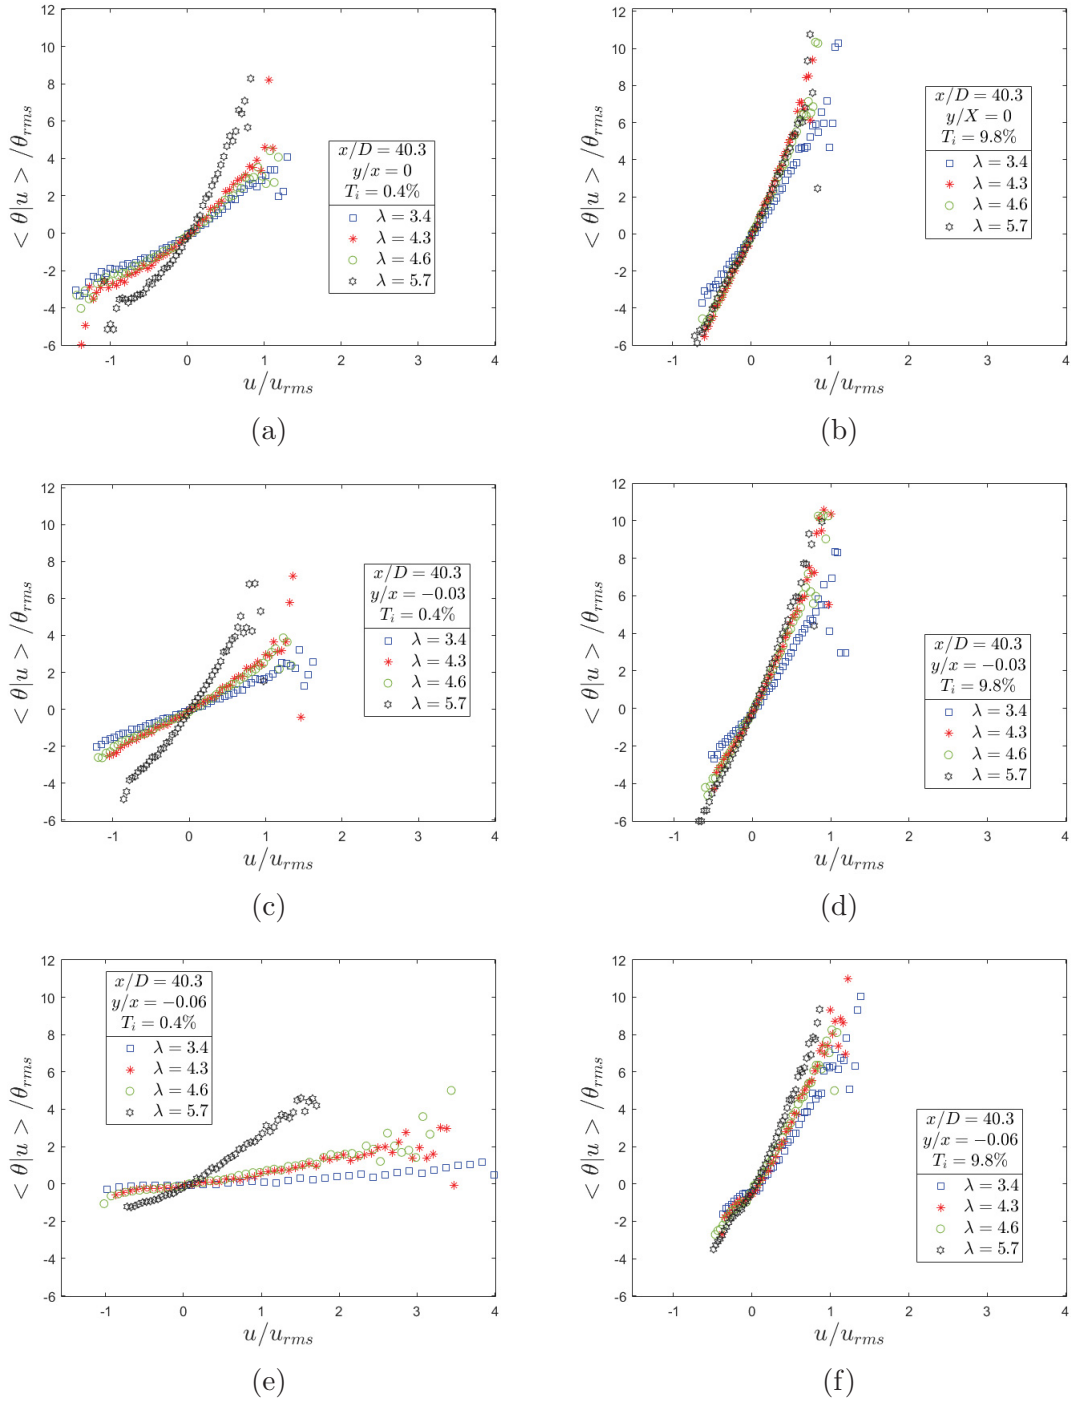 12
10
8
6
4
2
0
-2
-4
-6
-1
0
1
2
3
4
< θ|u > /θrms
u/urms
x/D = 40.3
y/x = 0
Ti = 0.4%
λ = 3.4
λ = 4.3
λ = 4.6
λ = 5.7
(a)
12
10
8
6
4
2
0
-2
-4
-6
-1
0
1
2
3
4
< θ|u > /θrms
u/urms
x/D = 40.3
y/X = 0
Ti = 9.8%
λ = 3.4
λ = 4.3
λ = 4.6
λ = 5.7
(b)
12
10
8
6
4
2
0
-2
-4
-6
-1
0
1
2
3
4
< θ|u > /θrms
u/urms
x/D = 40.3
y/x = −0.03
Ti = 0.4%
λ = 3.4
λ = 4.3
λ = 4.6
λ = 5.7
(c)
12
10
8
6
4
2
0
-2
-4
-6
-1
0
1
2
3
4
< θ|u > /θrms
u/urms
x/D = 40.3
y/x = −0.03
Ti = 9.8%
λ = 3.4
λ = 4.3
λ = 4.6
λ = 5.7
(d)
12
10
8
6
4
2
0
-2
-4
-6
-1
0
1
2
3
4
< θ|u > /θrms
u/urms
x/D = 40.3
y/x = −0.06
Ti = 0.4%
λ = 3.4
λ = 4.3
λ = 4.6
λ = 5.7
(e)
12
10
8
6
4
2
0
-2
-4
-6
-1
0
1
2
3
4
< θ|u > /θrms
u/urms
x/D = 40.3
y/x = −0.06
Ti = 9.8%
λ = 3.4
λ = 4.3
λ = 4.6
λ = 5.7
(f)